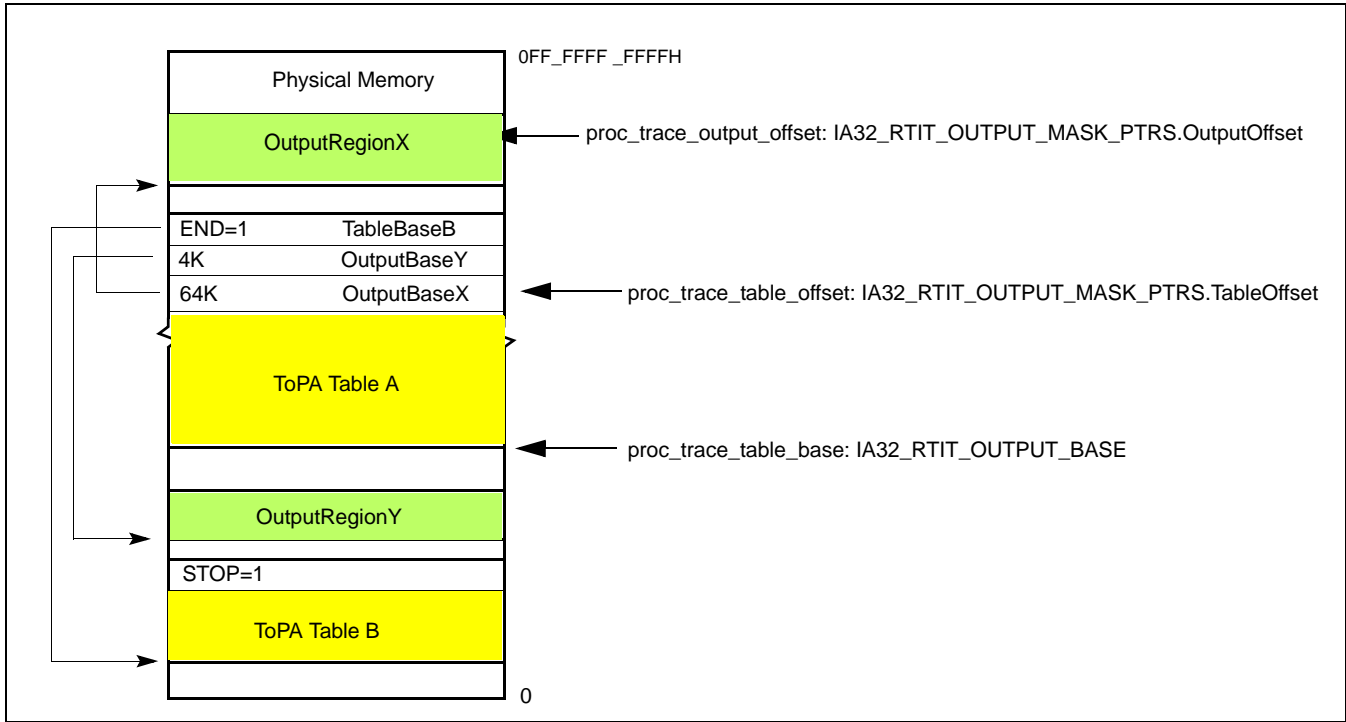 0FF_FFFF _FFFFH
Physical Memory
OutputRegionX
proc_trace_output_offset: IA32_RTIT_OUTPUT_MASK_PTRS.OutputOffset
END=1 TableBaseB
4K OutputBaseY
64K OutputBaseX
proc_trace_table_offset: IA32_RTIT_OUTPUT_MASK_PTRS.TableOffset
ToPA Table A
proc_trace_table_base: IA32_RTIT_OUTPUT_BASE
OutputRegionY
STOP=1
ToPA Table B
0